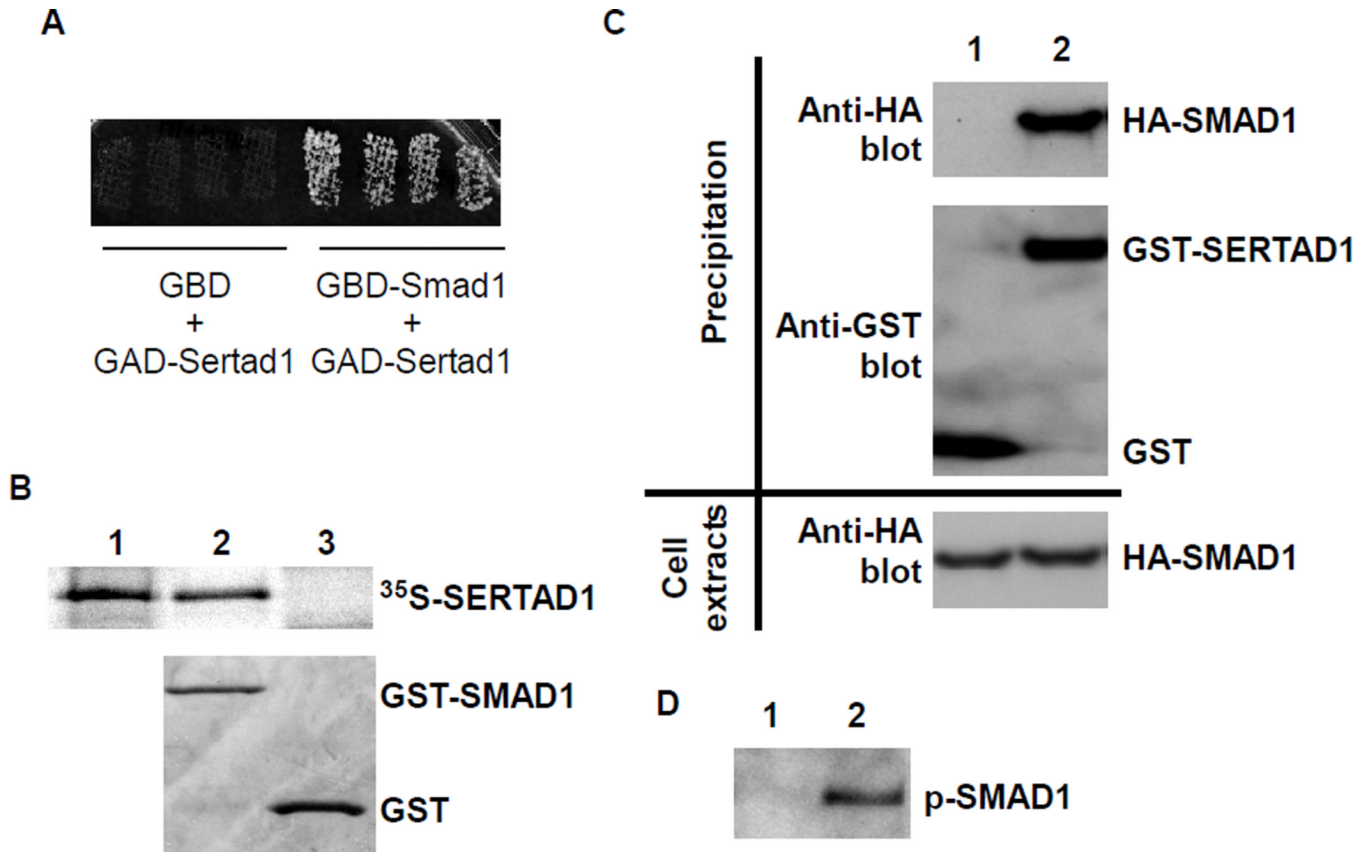 A
GBD
+
GAD-Sertad1
GBD-Smad1
+
GAD-Sertad1
B
1 2 3
³⁵S-SERTAD1
GST-SMAD1
GST
C
1 2
Precipitation
Anti-HA
blot
HA-SMAD1
Anti-GST
blot
GST-SERTAD1
GST
Cell
extracts
Anti-HA
blot
HA-SMAD1
D
1 2
p-SMAD1